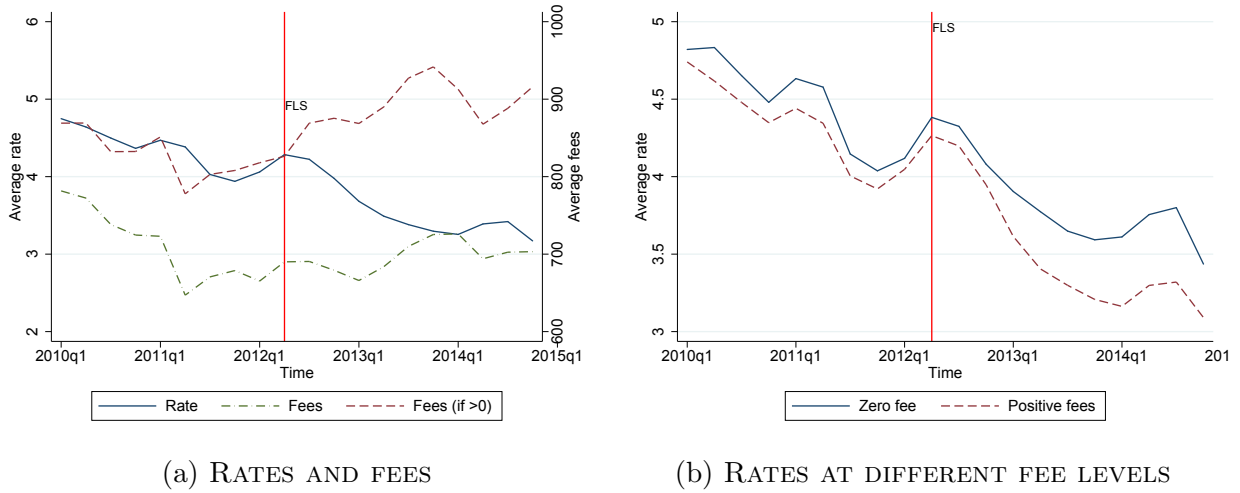 6
5
4
3
2
Average rate
1000
900
800
700
600
Average fees
FLS
2010q1 2011q1 2012q1 2013q1 2014q1 2015q1
Time
Rate Fees Fees (if >0)
(a) Rates and fees
5
4.5
4
3.5
3
Average rate
FLS
2010q1 2011q1 2012q1 2013q1 2014q1 201
Time
Zero fee Positive fees
(b) Rates at different fee levels